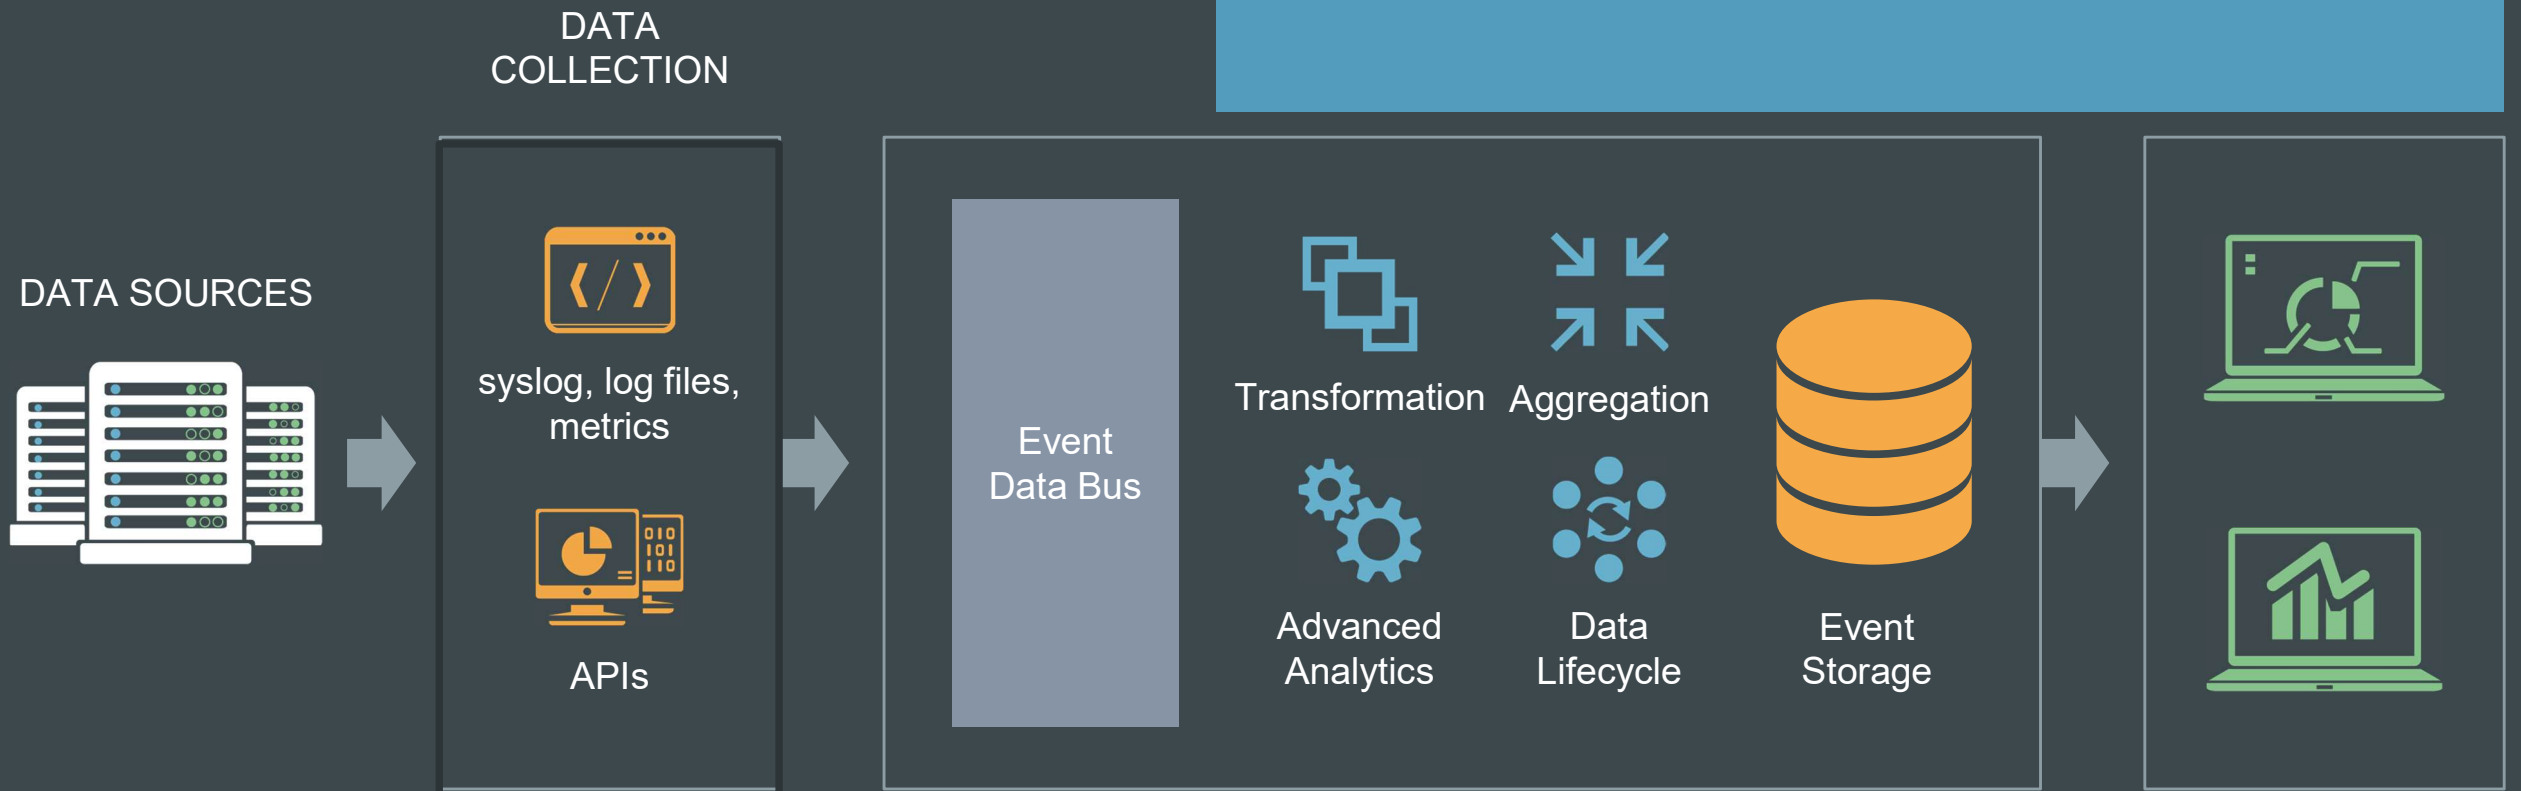 DATA
COLLECTION
DATA SOURCES
syslog, log files,
metrics
APIs
Event
Data Bus
Transformation
Aggregation
Advanced
Analytics
Data
Lifecycle
Event
Storage